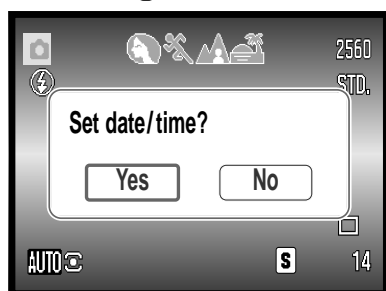 2560
STD.
Set date/time?
Yes No
AUTO S 14